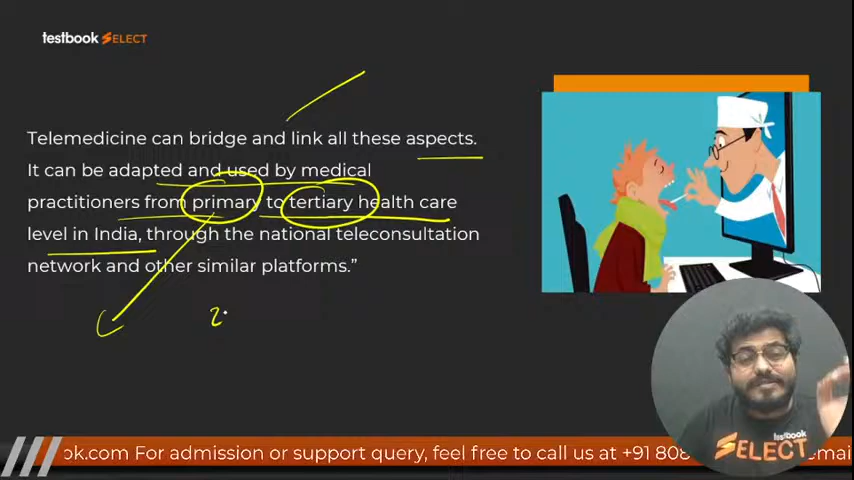 testbook SELECT
Telemedicine can bridge and link all these aspects.
It can be adapted and used by medical
practitioners from primary to tertiary health care
level in India, through the national teleconsultation
network and other similar platforms.”
2
testbook
SELECT
ok.com For admission or support query, feel free to call us at +91 808
emai